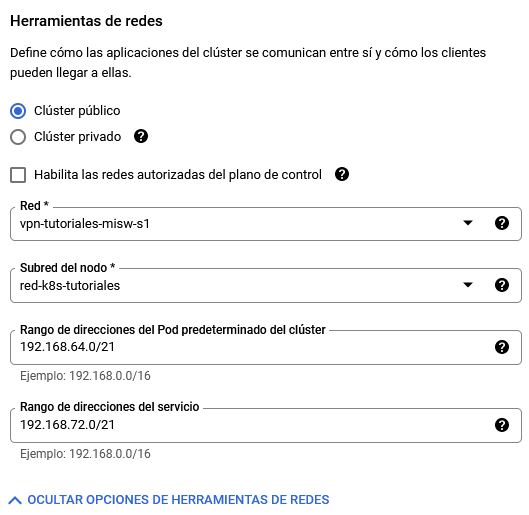 Herramientas de redes
Define cómo las aplicaciones del clúster se comunican entre sí y cómo los clientes
pueden llegar a ellas.
Clúster público
Clúster privado ?
Habilita las redes autorizadas del plano de control ?
Red *
vpn-tutoriales-misw-s1 ?
Subred del nodo *
red-k8s-tutoriales ?
Rango de direcciones del Pod predeterminado del clúster
192.168.64.0/21 ?
Ejemplo: 192.168.0.0/16
Rango de direcciones del servicio
192.168.72.0/21 ?
Ejemplo: 192.168.0.0/16
OCULTAR OPCIONES DE HERRAMIENTAS DE REDES